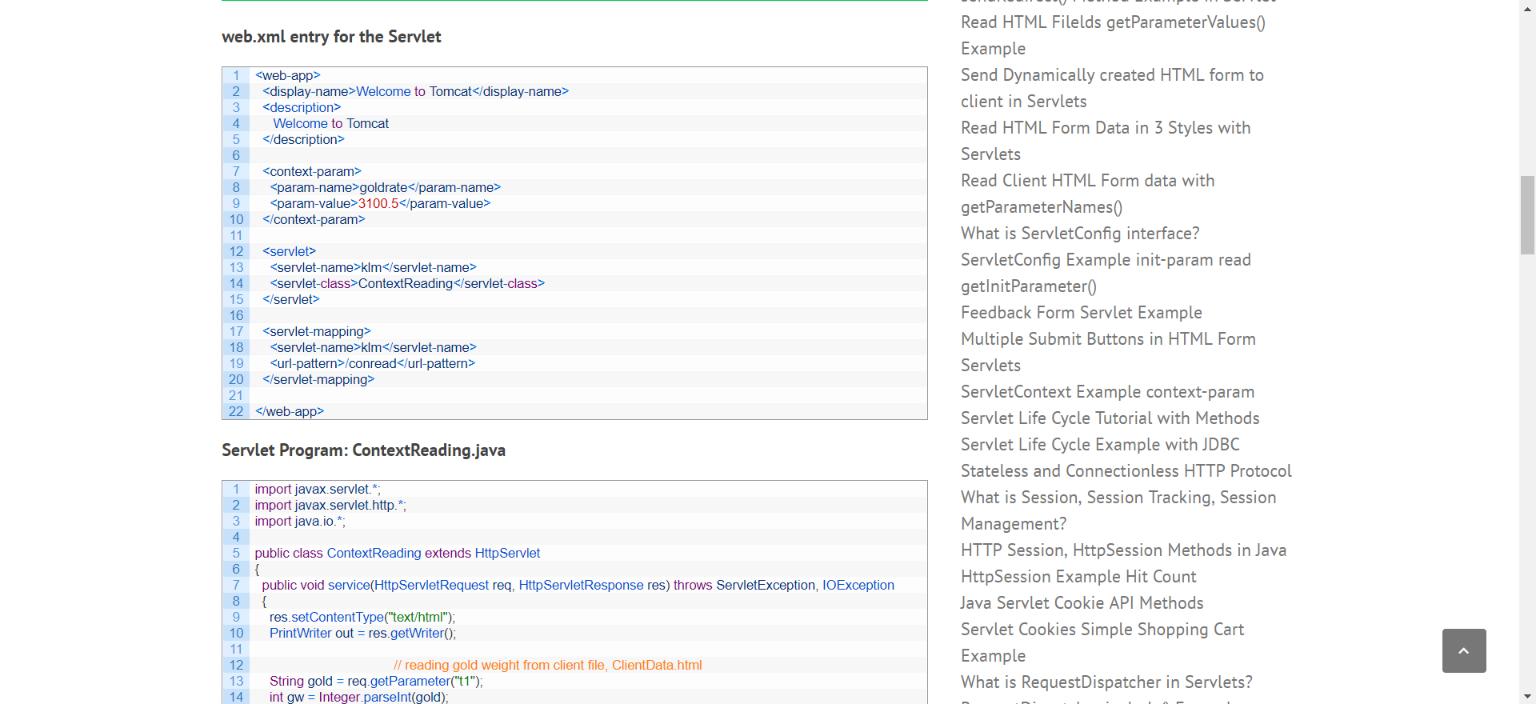 web.xml entry for the Servlet
1 <web-app>
2 <display-name>Welcome to Tomcat</display-name>
3 <description>
4 Welcome to Tomcat
5 </description>
6
7 <context-param>
8 <param-name>goldrate</param-name>
9 <param-value>3100.5</param-value>
10 </context-param>
11
12 <servlet>
13 <servlet-name>klm</servlet-name>
14 <servlet-class>ContextReading</servlet-class>
15 </servlet>
16
17 <servlet-mapping>
18 <servlet-name>klm</servlet-name>
19 <url-pattern>/conread</url-pattern>
20 </servlet-mapping>
21
22 </web-app>
Servlet Program: ContextReading.java
1 import javax.servlet.*;
2 import javax.servlet.http.*;
3 import java.io.*;
4
5 public class ContextReading extends HttpServlet
6 {
7 public void service(HttpServletRequest req, HttpServletResponse res) throws ServletException, IOException
8 {
9 res.setContentType("text/html");
10 PrintWriter out = res.getWriter();
11
12 // reading gold weight from client file, ClientData.html
13 String gold = req.getParameter("t1");
14 int gw = Integer.parseInt(gold);
Read HTML Filelds getParameterValues()
Example
Send Dynamically created HTML form to
client in Servlets
Read HTML Form Data in 3 Styles with
Servlets
Read Client HTML Form data with
getParameterNames()
What is ServletConfig interface?
ServletConfig Example init-param read
getInitParameter()
Feedback Form Servlet Example
Multiple Submit Buttons in HTML Form
Servlets
ServletContext Example context-param
Servlet Life Cycle Tutorial with Methods
Servlet Life Cycle Example with JDBC
Stateless and Connectionless HTTP Protocol
What is Session, Session Tracking, Session
Management?
HTTP Session, HttpSession Methods in Java
HttpSession Example Hit Count
Java Servlet Cookie API Methods
Servlet Cookies Simple Shopping Cart
Example
What is RequestDispatcher in Servlets?